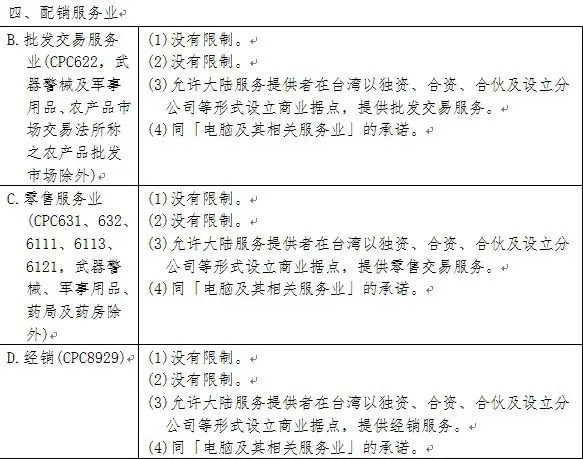 四、配销服务业
B.批发交易服务
业(CPC622，武
器警械及军事
用品、农产品市
场交易法所称
之农产品批发
市场除外)
(1)没有限制。
(2)没有限制。
(3)允许大陆服务提供者在台湾以独资、合资、合伙及设立分
公司等形式设立商业据点，提供批发交易服务。
(4)同「电脑及其相关服务业」的承诺。
C.零售服务业
(CPC631、632、
6111、6113、
6121，武器警
械、军事用品、
药局及药房除
外)
(1)没有限制。
(2)没有限制。
(3)允许大陆服务提供者在台湾以独资、合资、合伙及设立分
公司等形式设立商业据点，提供零售交易服务。
(4)同「电脑及其相关服务业」的承诺。
D.经销(CPC8929)
(1)没有限制。
(2)没有限制。
(3)允许大陆服务提供者在台湾以独资、合资、合伙及设立分
公司等形式设立商业据点，提供经销服务。
(4)同「电脑及其相关服务业」的承诺。